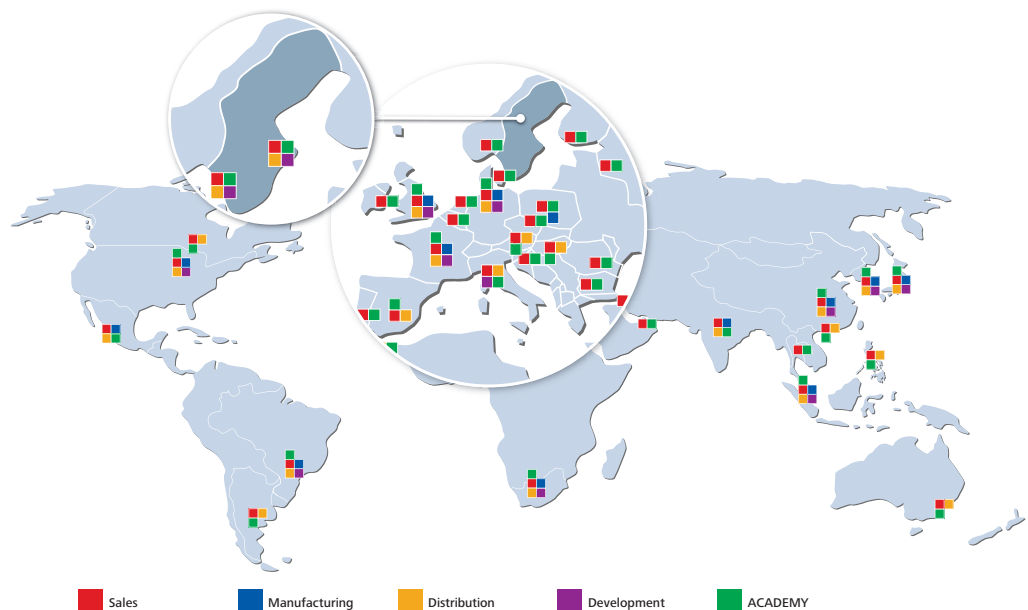 Sales
Manufacturing
Distribution
Development
ACADEMY